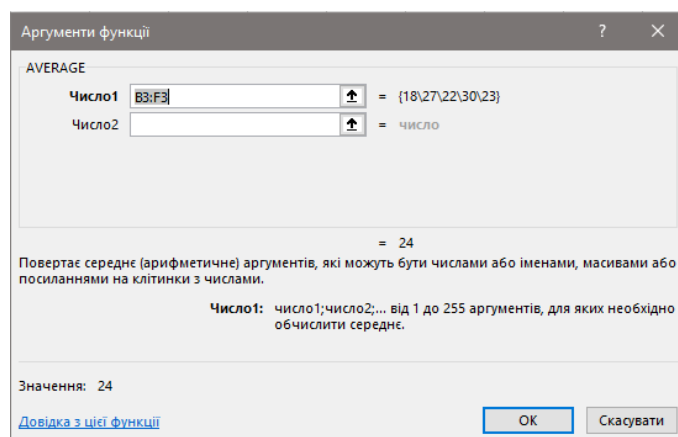 Аргументи функції ? ×
AVERAGE
Число1 B3:F3 = {18\27\22\30\23}
Число2 = число
= 24
Повертає середнє (арифметичне) аргументів, які можуть бути числами або іменами, масивами або
посиланнями на клітинки з числами.
Число1: число1;число2;... від 1 до 255 аргументів, для яких необхідно
обчислити середнє.
Значення: 24
Довідка з цієї функції OK Скасувати